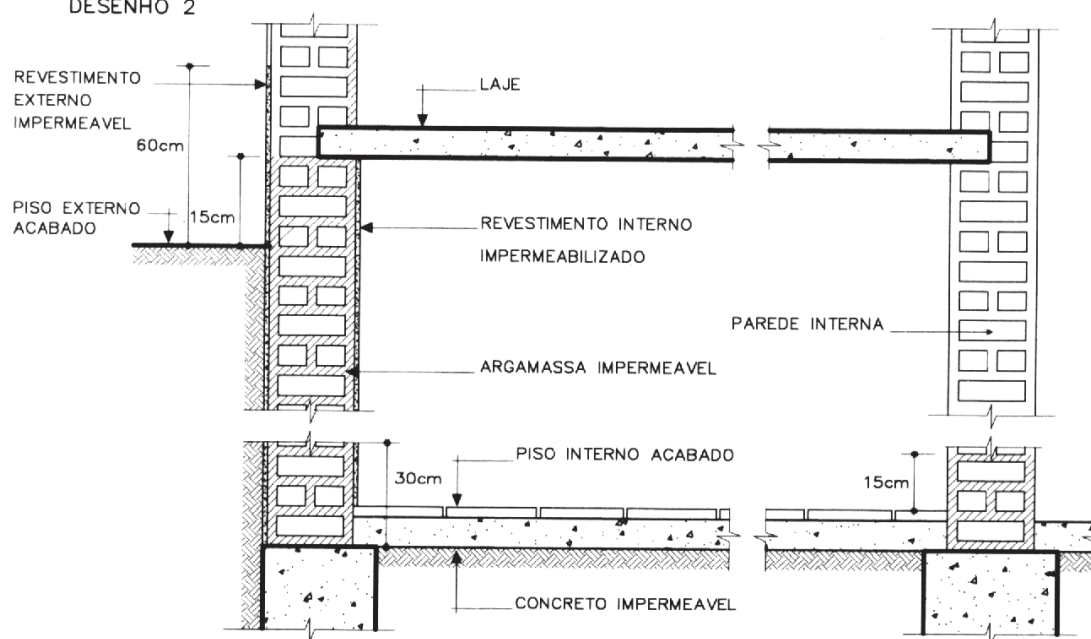 DESENHO 2
REVESTIMENTO
EXTERNO
IMPERMEAVEL
60cm
LAJE
PISO EXTERNO
ACABADO
15cm
REVESTIMENTO INTERNO
IMPERMEABILIZADO
PAREDE INTERNA
ARGAMASSA IMPERMEAVEL
PISO INTERNO ACABADO
30cm
15cm
CONCRETO IMPERMEAVEL